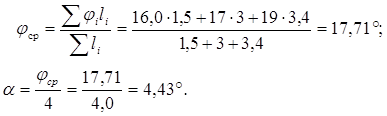 φср = ∑ φili / ∑ li = 16,0·1,5+17·3+19·3,4 / 1,5+3+3,4 = 17,71°;
α = φср / 4 = 17,71 / 4,0 = 4,43°.